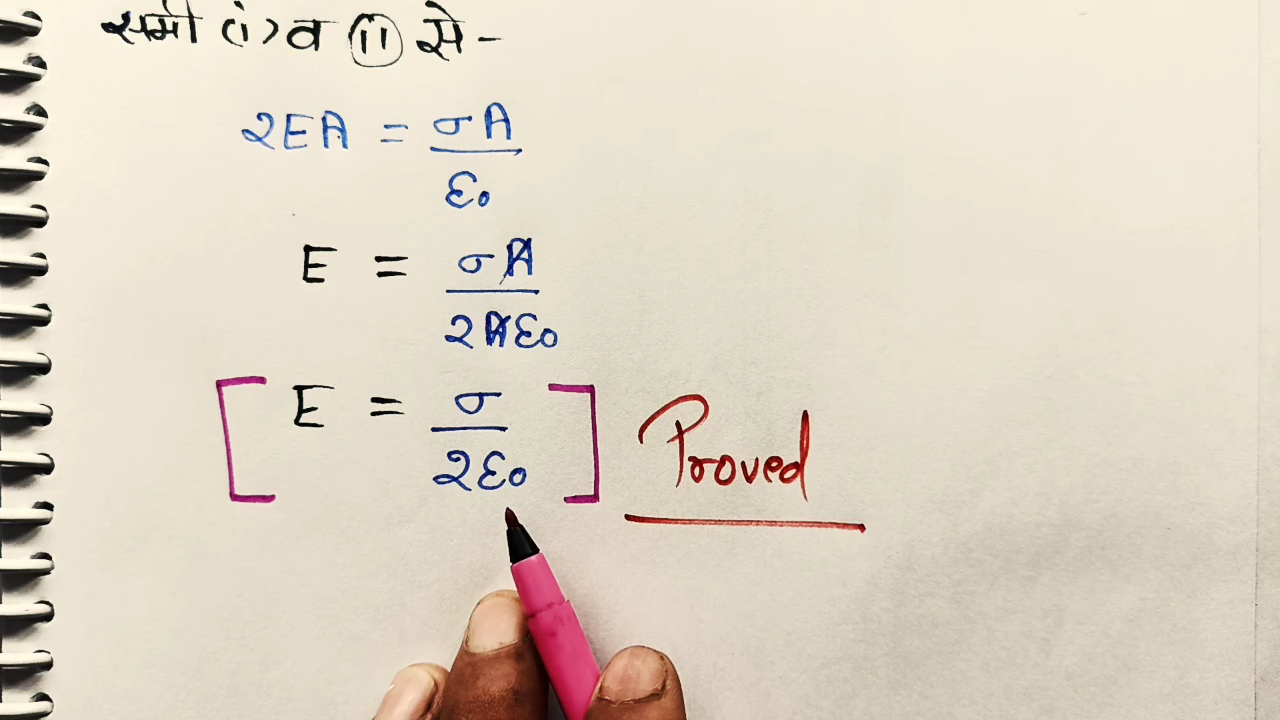 समी (i) व (ii) से -
2EA = σA / ε₀
E = σA / 2Aε₀
[ E = σ / 2ε₀ ] Proved